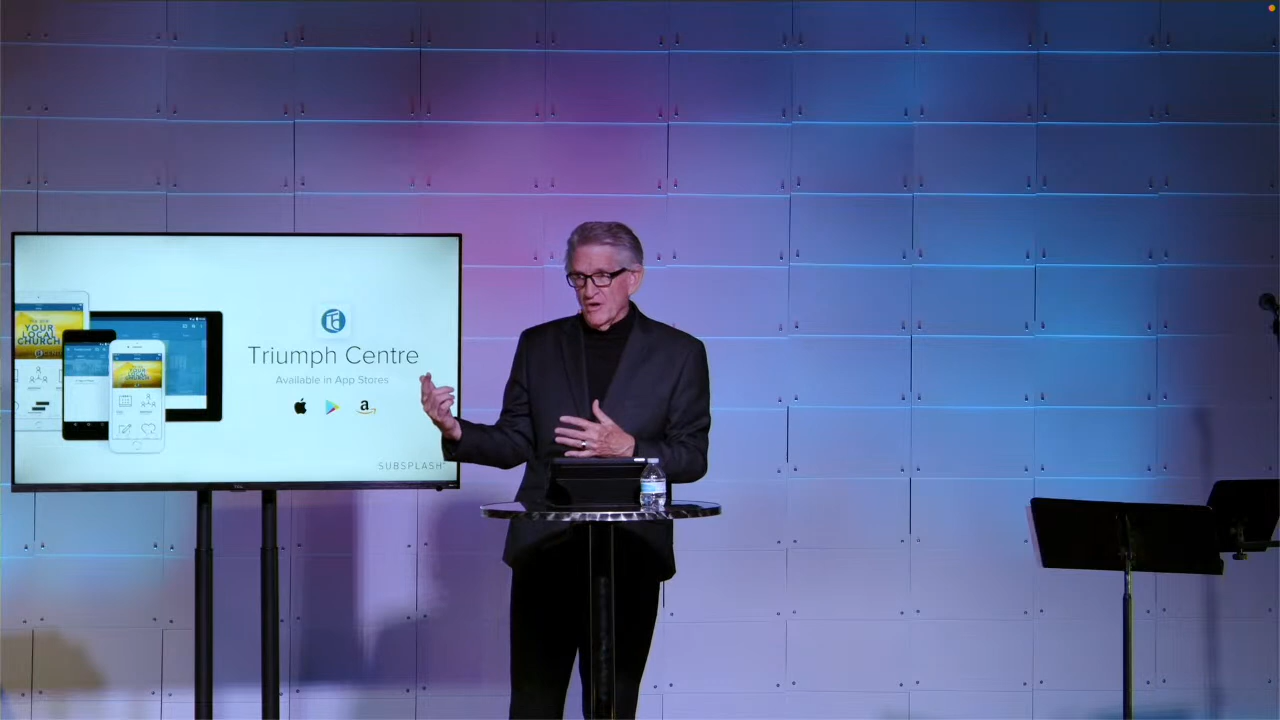 YOUR
LOCAL
CHURCH
Triumph Centre
Available in App Stores
a
SUBSPLASH